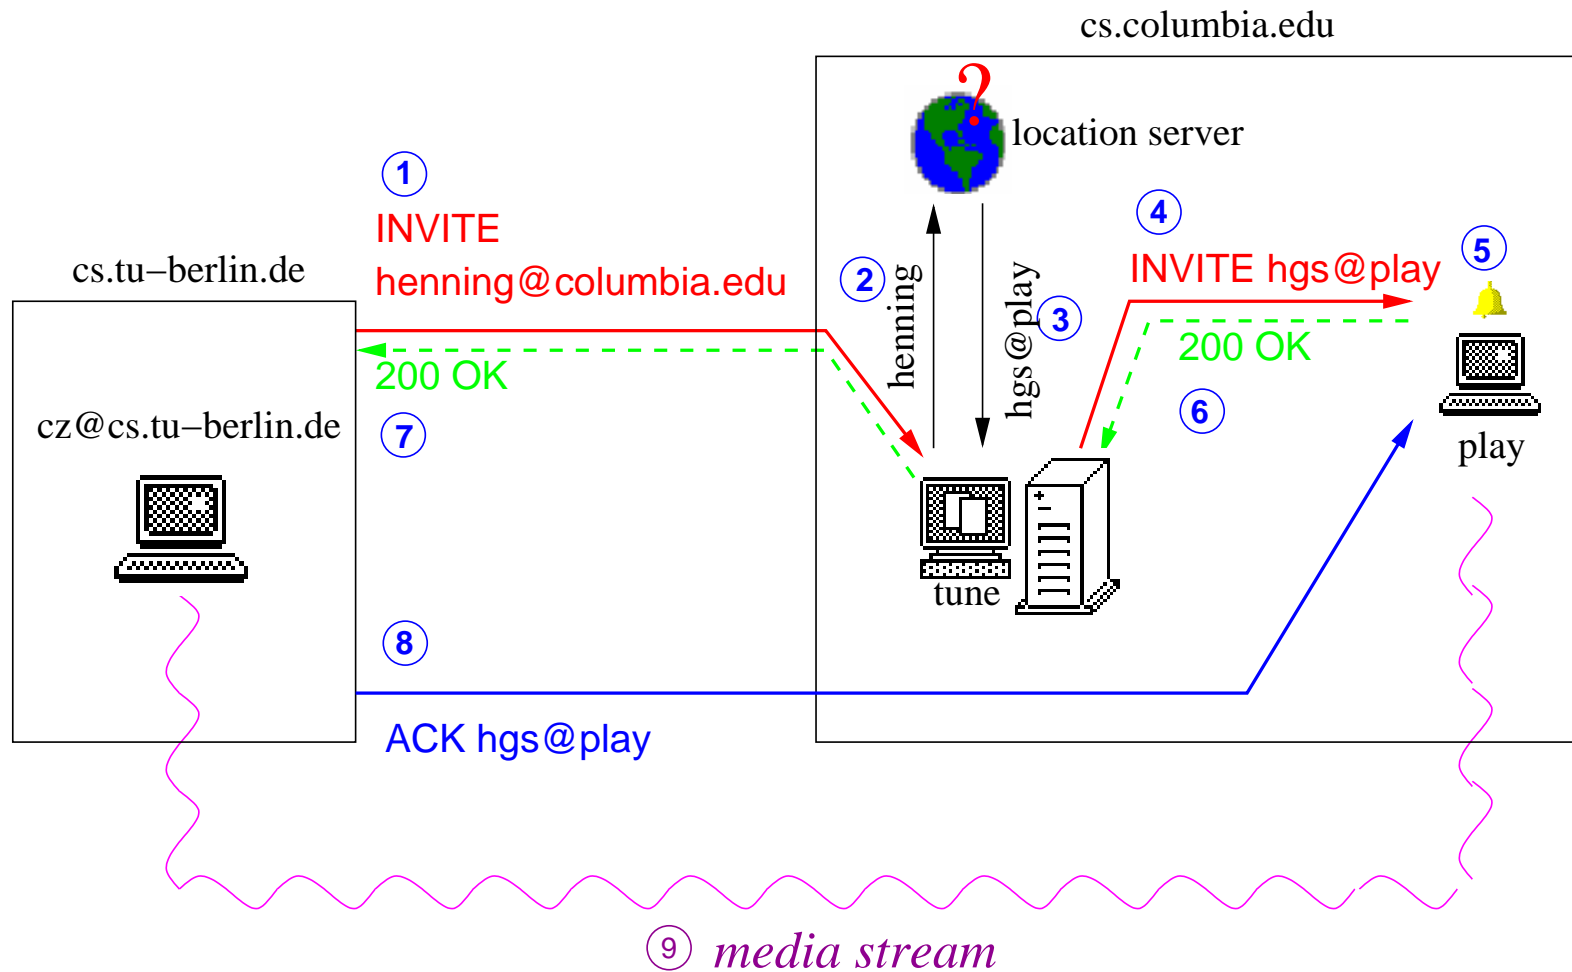 cs.columbia.edu
location server
1
INVITE
henning@columbia.edu
cs.tu−berlin.de
2
henning
hgs@play
3
4
INVITE hgs@play
5
200 OK
200 OK
6
7
cz@cs.tu−berlin.de
play
tune
8
ACK hgs@play
9 media stream